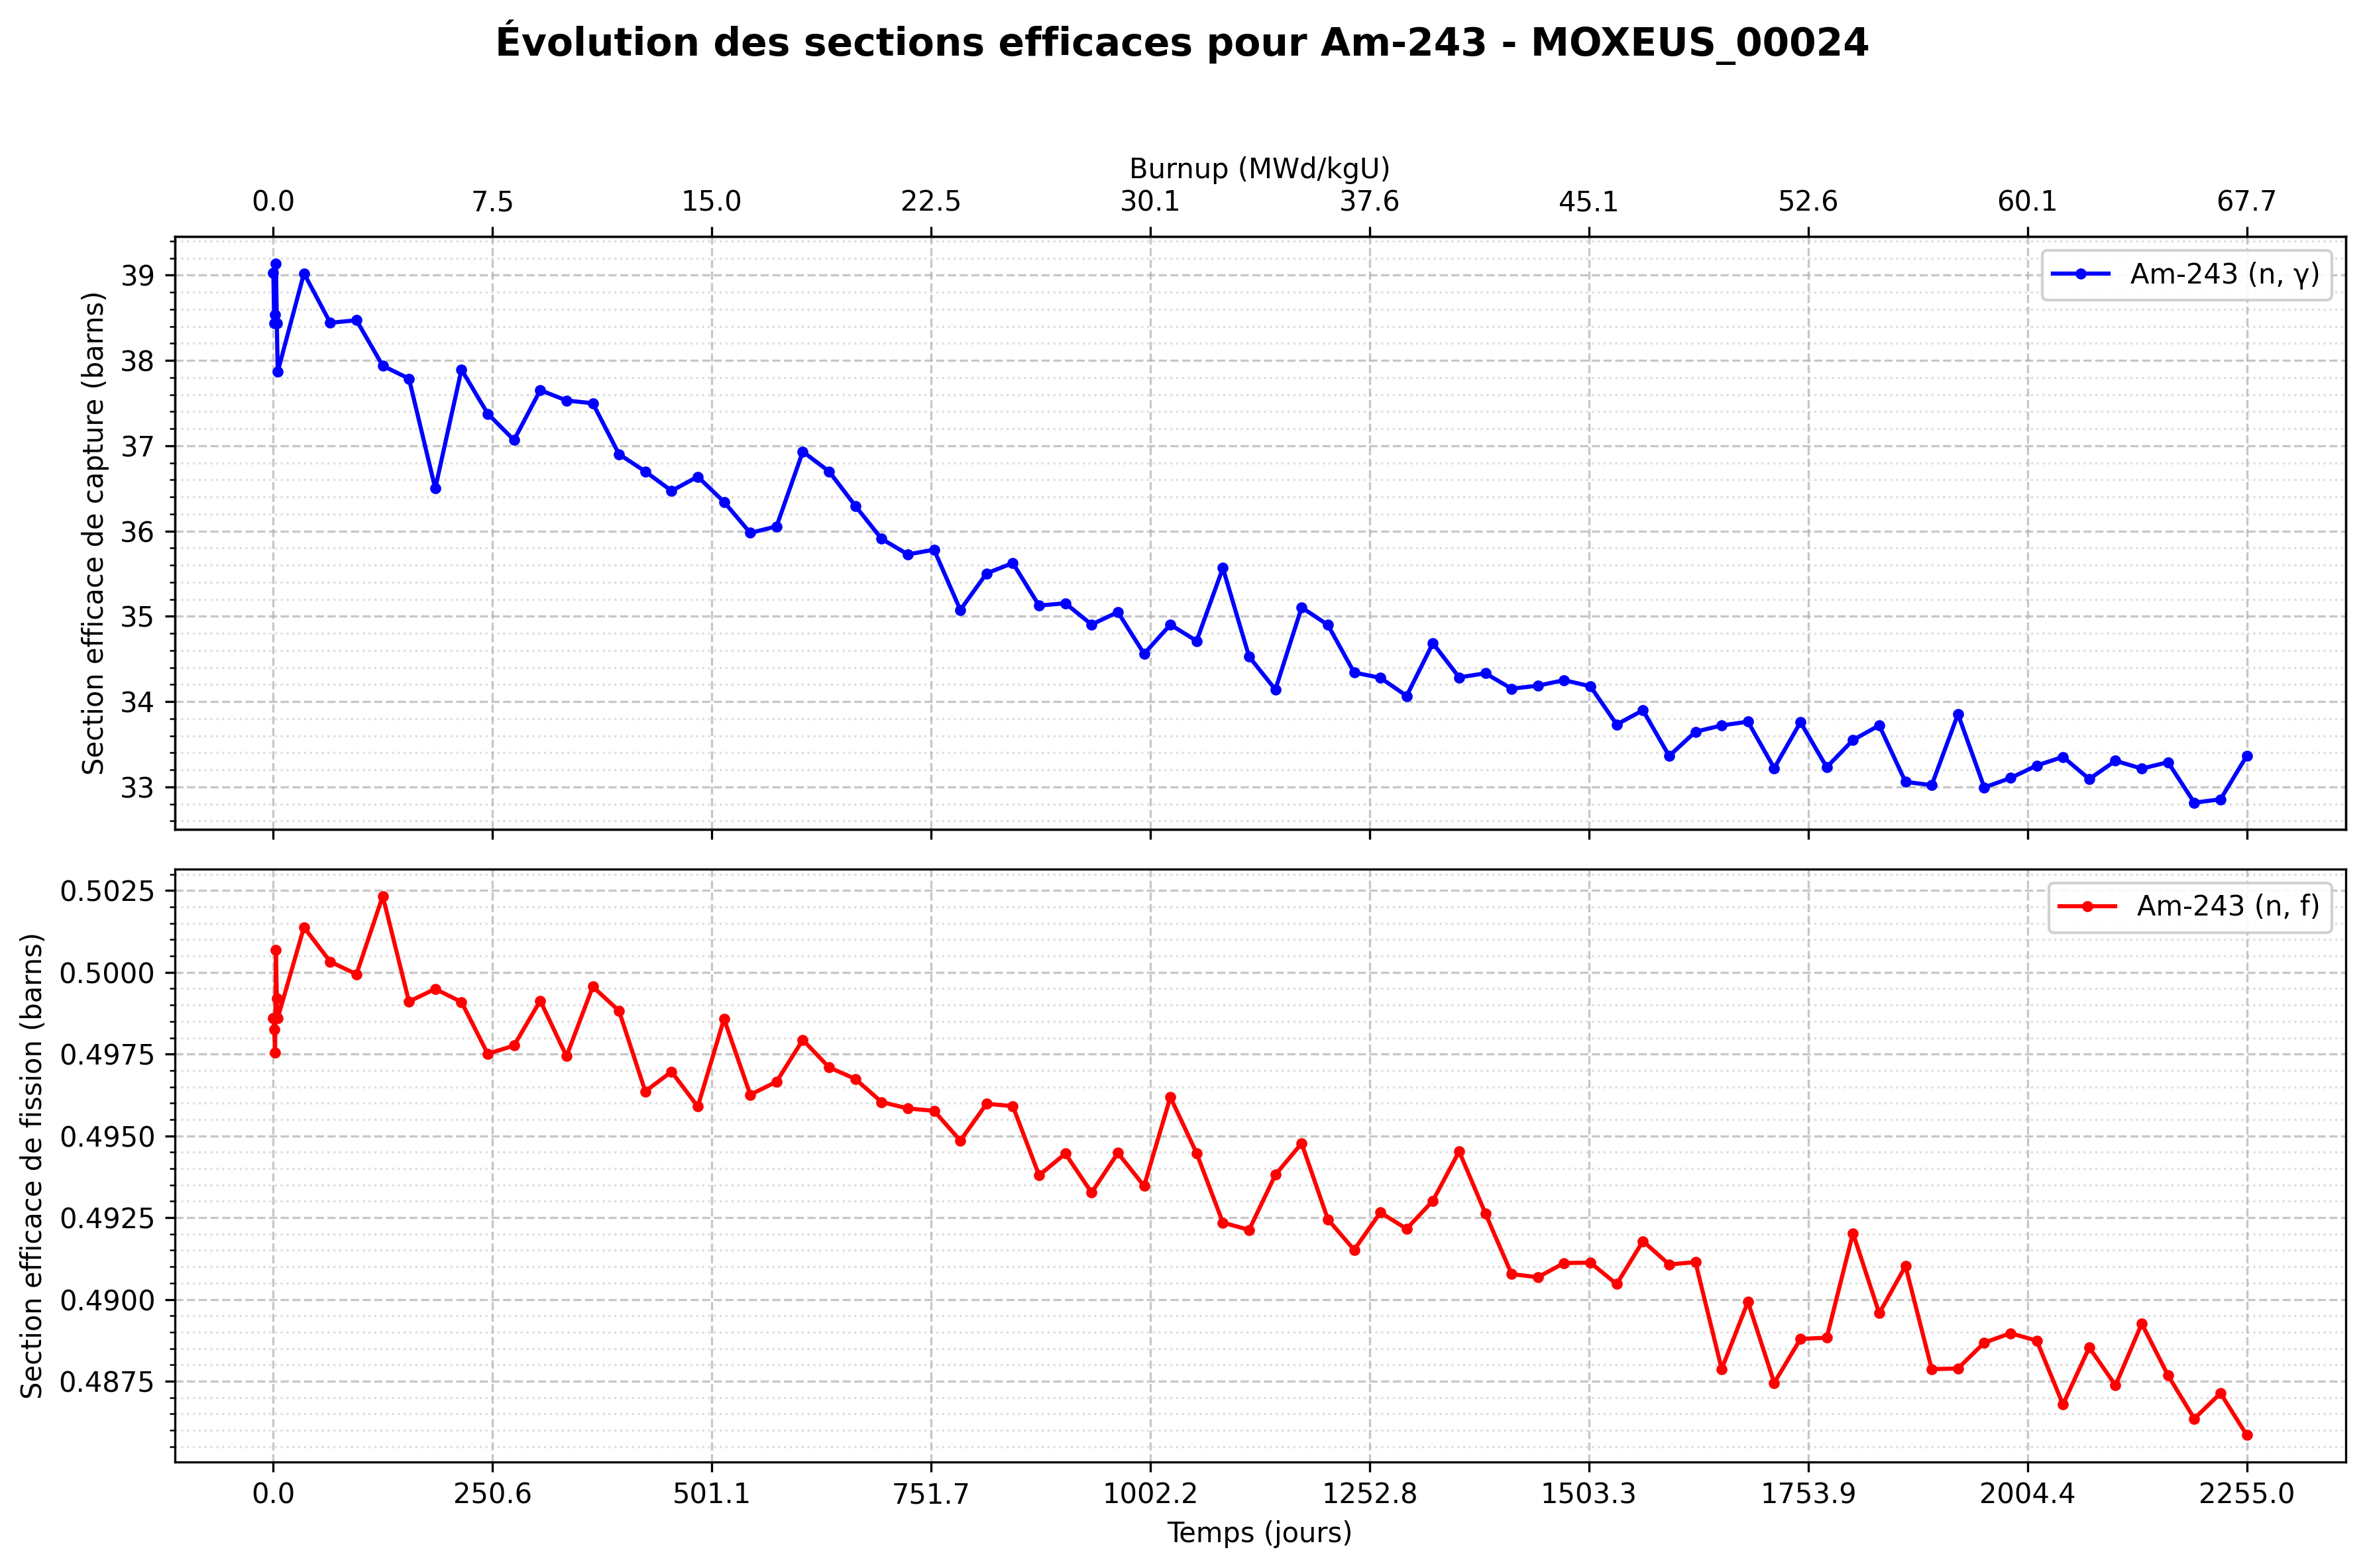 Évolution des sections efficaces pour Am-243 - MOXEUS_00024
Burnup (MWd/kgU)
0.0 7.5 15.0 22.5 30.1 37.6 45.1 52.6 60.1 67.7
Section efficace de capture (barns)
39
38
37
36
35
34
33
Am-243 (n, γ)
Section efficace de fission (barns)
0.5025
0.5000
0.4975
0.4950
0.4925
0.4900
0.4875
Am-243 (n, f)
0.0 250.6 501.1 751.7 1002.2 1252.8 1503.3 1753.9 2004.4 2255.0
Temps (jours)